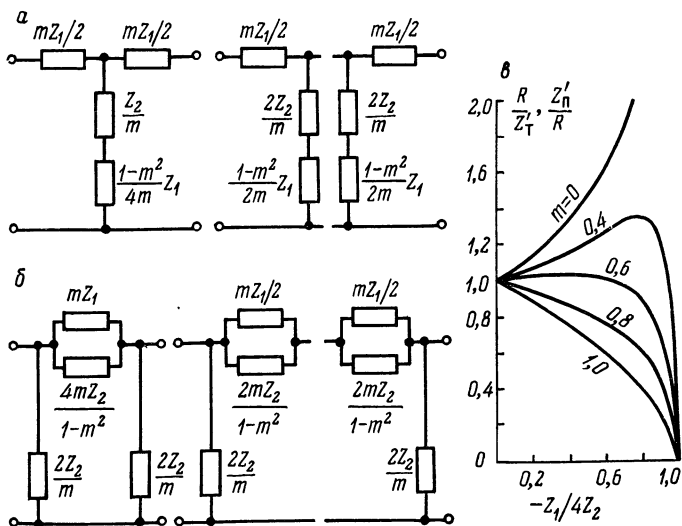 а
mZ₁/2
mZ₁/2
Z₂/m
(1−m²)/4m Z₁
mZ₁/2
mZ₁/2
2Z₂/m
2Z₂/m
(1−m²)/2m Z₁
(1−m²)/2m Z₁
б
mZ₁
4mZ₂/(1−m²)
2Z₂/m
2Z₂/m
mZ₁/2
mZ₁/2
2mZ₂/(1−m²)
2mZ₂/(1−m²)
2Z₂/m
2Z₂/m
в
R/Z'т, Z'п/R
2,0
1,6
1,2
1,0
0,8
0,4
0
m=0
0,4
0,6
0,8
1,0
0,2
0,6
1,0
−Z₁/4Z₂